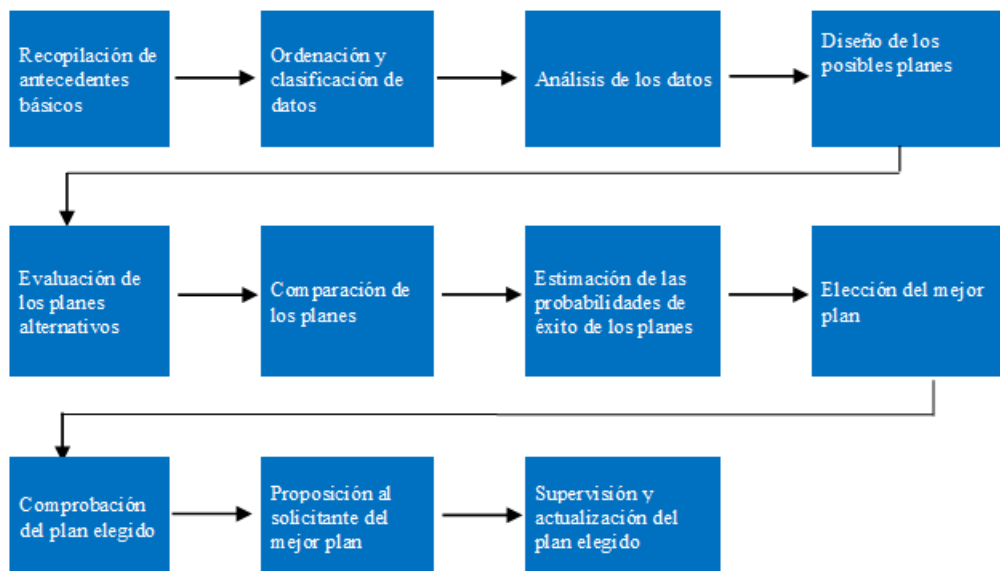 Recopilación de
antecedentes
básicos
Ordenación y
clasificación de
datos
Análisis de los datos
Diseño de los
posibles planes
Evaluación de
los planes
alternativos
Comparación de
los planes
Estimación de las
probabilidades de
éxito de los planes
Elección del mejor
plan
Comprobación
del plan elegido
Proposición al
solicitante del
mejor plan
Supervisión y
actualización del
plan elegido